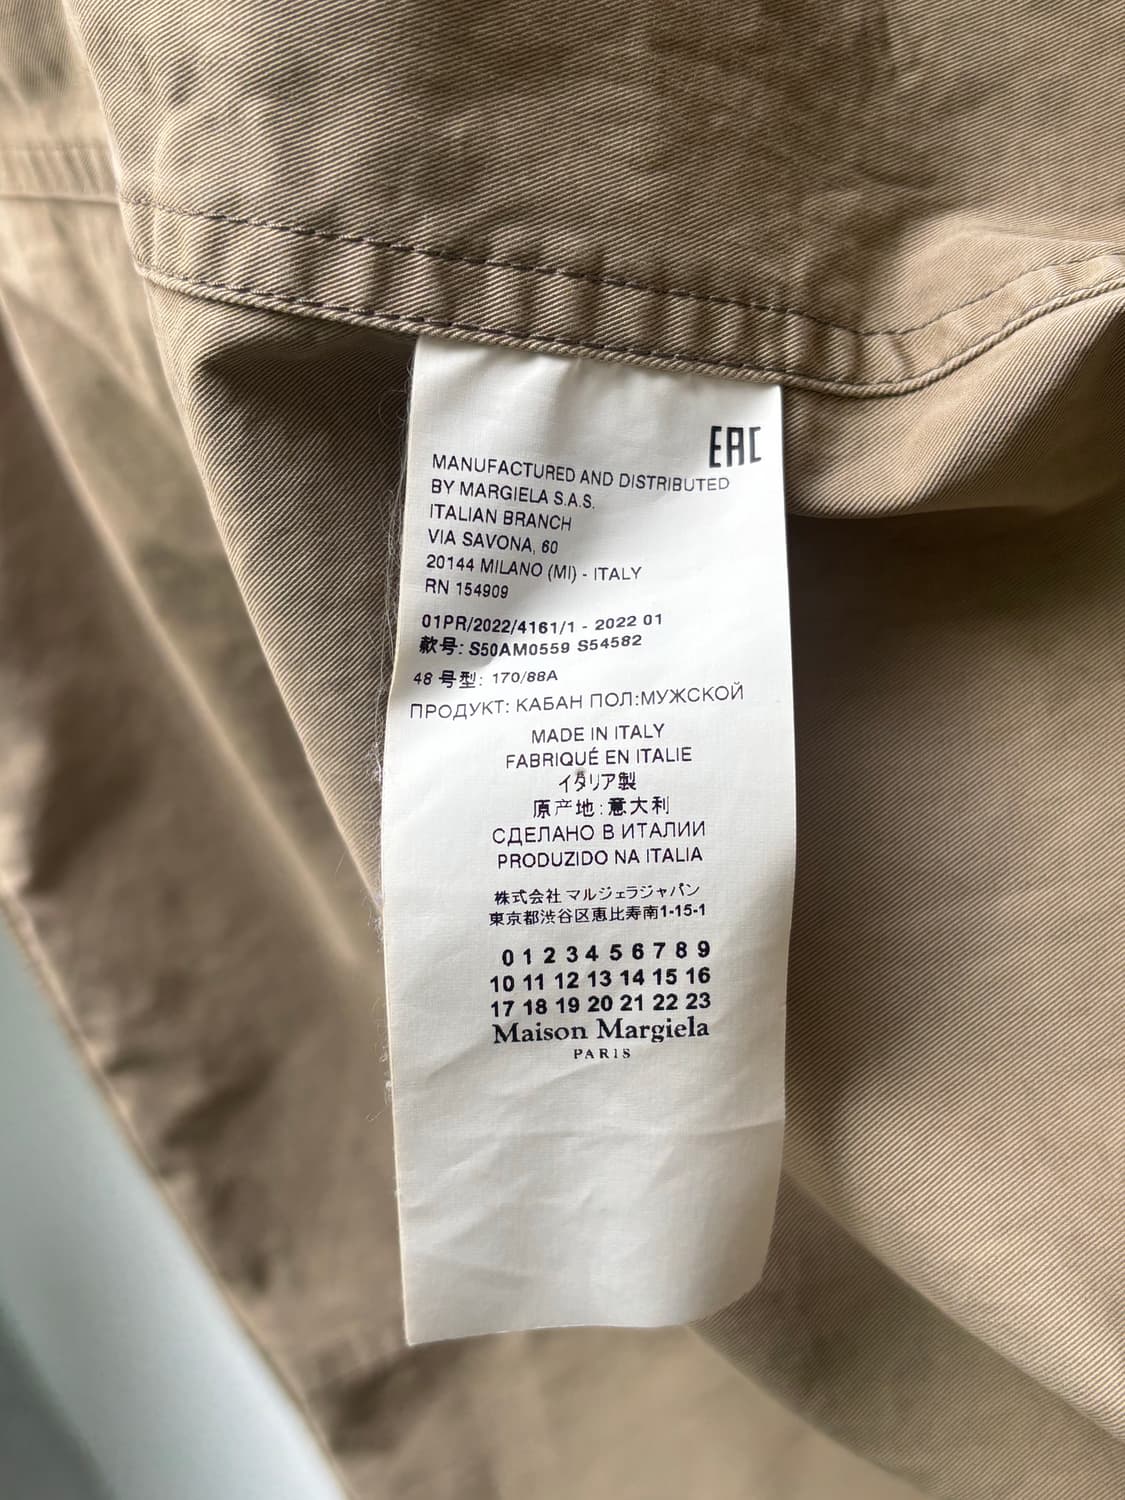 EAC
MANUFACTURED AND DISTRIBUTED
BY MARGIELA S.A.S.
ITALIAN BRANCH
VIA SAVONA, 60
20144 MILANO (MI) - ITALY
RN 154909
01PR/2022/4161/1 - 2022 01
款号: S50AM0559 S54582
48 号型: 170/88A
ПРОДУКТ: КАБАН ПОЛ:МУЖСКОЙ
MADE IN ITALY
FABRIQUÉ EN ITALIE
イタリア製
原产地:意大利
СДЕЛАНО В ИТАЛИИ
PRODUZIDO NA ITALIA
株式会社 マルジェラジャパン
東京都渋谷区恵比寿南1-15-1
0 1 2 3 4 5 6 7 8 9
10 11 12 13 14 15 16
17 18 19 20 21 22 23
Maison Margiela
PARIS